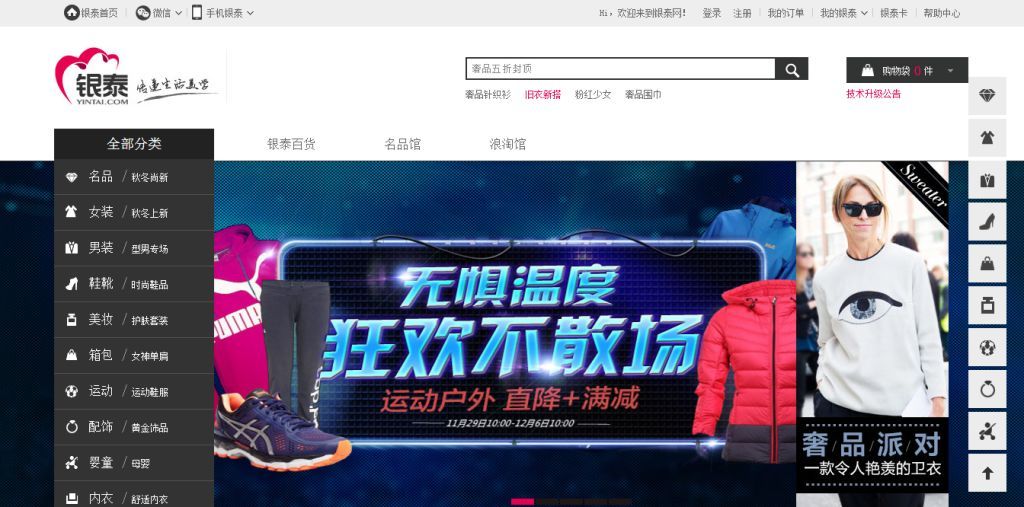 银泰首页 微信 手机银泰 Hi，欢迎来到银泰网！ 登录 注册 我的订单 我的银泰 银泰卡 帮助中心
银泰
YINTAI.COM
传递生活美学
奢品五折封顶
购物袋 0 件
奢品针织衫 旧衣新搭 粉红少女 奢品围巾
技术升级公告
全部分类 银泰百货 名品馆 浪淘馆
名品 / 秋冬尚新
女装 / 秋冬上新
男装 / 型男专场
鞋靴 / 时尚鞋品
美妆 / 护肤套装
箱包 / 女神单肩
运动 / 运动鞋服
配饰 / 黄金饰品
婴童 / 母婴
内衣 / 舒适内衣
PUMA
无惧温度
狂欢不散场
运动户外 直降+满减
11月29日10:00-12月6日10:00
Sweater
奢/品/派/对
一款令人艳羡的卫衣